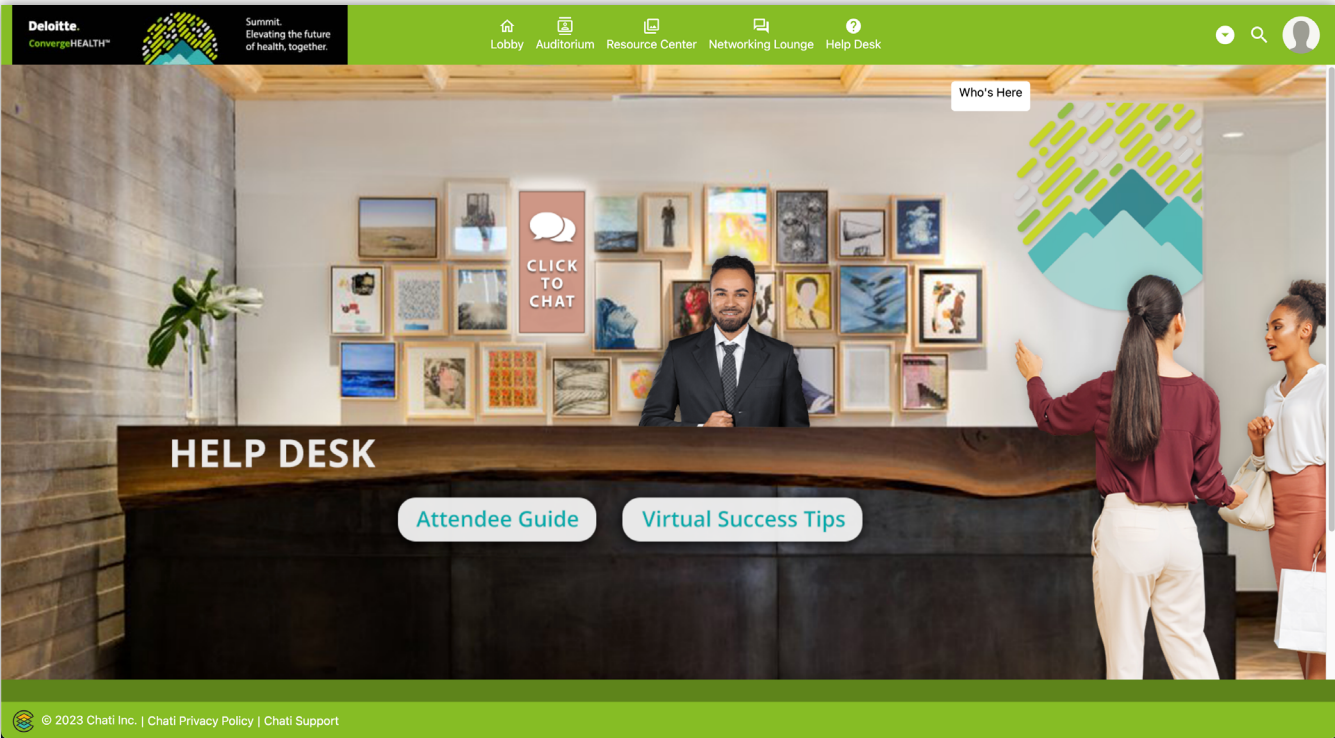 Deloitte.
ConvergeHEALTH™
Summit.
Elevating the future
of health, together.
Lobby
Auditorium
Resource Center
Networking Lounge
Help Desk
Who's Here
CLICK
TO
CHAT
HELP DESK
Attendee Guide
Virtual Success Tips
© 2023 Chati Inc. | Chati Privacy Policy | Chati Support